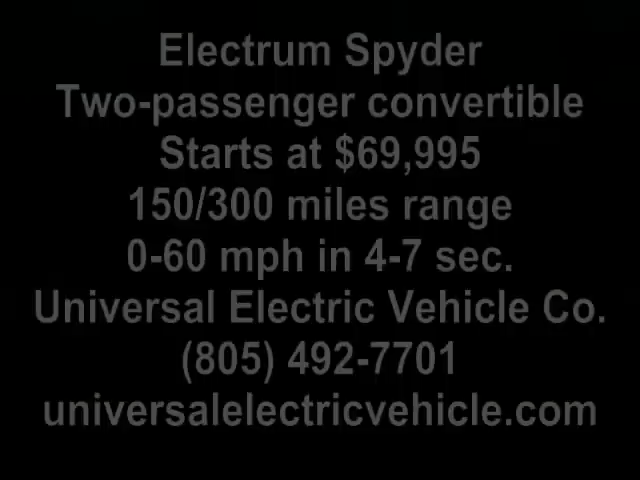 Electrum Spyder
Two-passenger convertible
Starts at $69,995
150/300 miles range
0-60 mph in 4-7 sec.
Universal Electric Vehicle Co.
(805) 492-7701
universalelectricvehicle.com